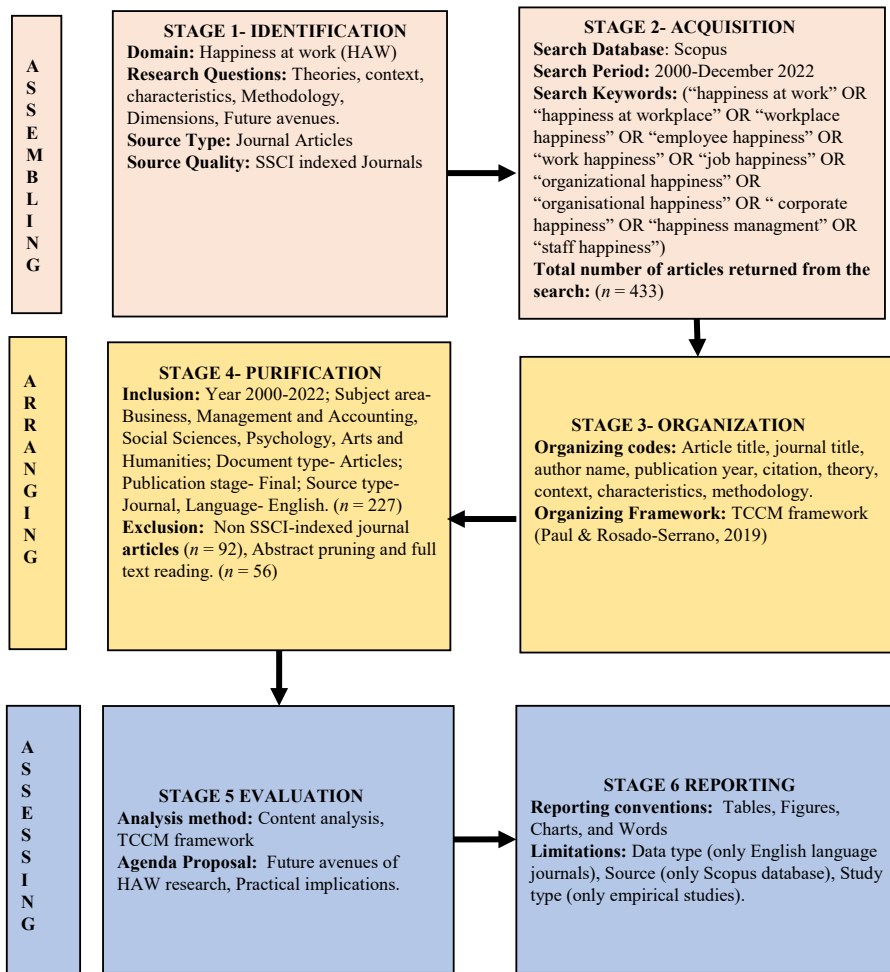 ASSEMBLING
STAGE 1- IDENTIFICATION
Domain: Happiness at work (HAW)
Research Questions: Theories, context,
characteristics, Methodology,
Dimensions, Future avenues.
Source Type: Journal Articles
Source Quality: SSCI indexed Journals
STAGE 2- ACQUISITION
Search Database: Scopus
Search Period: 2000-December 2022
Search Keywords: (“happiness at work” OR
“happiness at workplace” OR “workplace
happiness” OR “employee happiness” OR
“work happiness” OR “job happiness” OR
“organizational happiness” OR
“organisational happiness” OR “ corporate
happiness” OR “happiness managment” OR
“staff happiness”)
Total number of articles returned from the
search: (n = 433)
ARRANGING
STAGE 4- PURIFICATION
Inclusion: Year 2000-2022; Subject area-
Business, Management and Accounting,
Social Sciences, Psychology, Arts and
Humanities; Document type- Articles;
Publication stage- Final; Source type-
Journal, Language- English. (n = 227)
Exclusion: Non SSCI-indexed journal
articles (n = 92), Abstract pruning and full
text reading. (n = 56)
STAGE 3- ORGANIZATION
Organizing codes: Article title, journal title,
author name, publication year, citation, theory,
context, characteristics, methodology.
Organizing Framework: TCCM framework
(Paul & Rosado-Serrano, 2019)
ASSESSING
STAGE 5 EVALUATION
Analysis method: Content analysis,
TCCM framework
Agenda Proposal: Future avenues of
HAW research, Practical implications.
STAGE 6 REPORTING
Reporting conventions: Tables, Figures,
Charts, and Words
Limitations: Data type (only English language
journals), Source (only Scopus database), Study
type (only empirical studies).